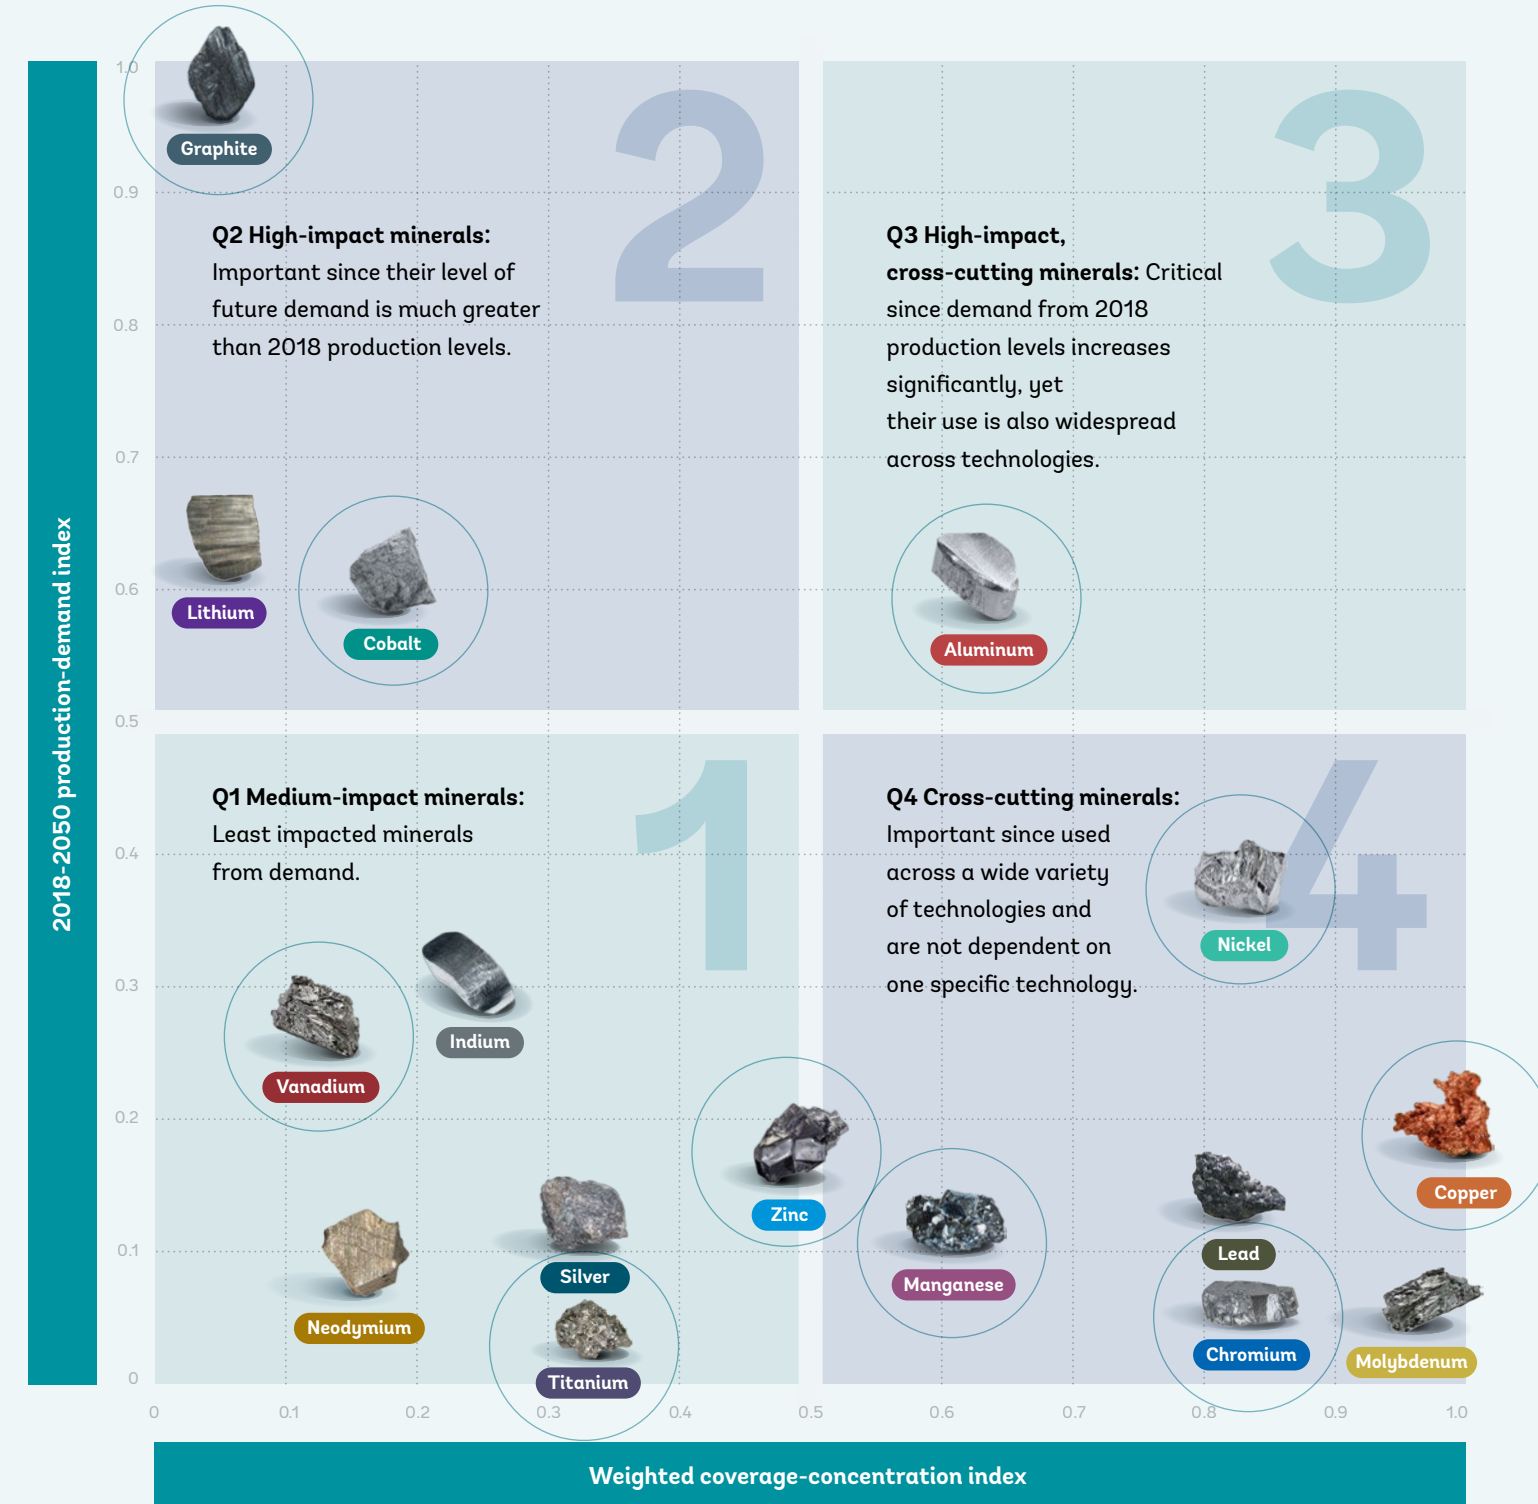 2018-2050 production-demand index
1.0
0.9
0.8
0.7
0.6
0.5
0.4
0.3
0.2
0.1
0
Graphite
2
Q2 High-impact minerals:
Important since their level of
future demand is much greater
than 2018 production levels.
Lithium
Cobalt
3
Q3 High-impact,
cross-cutting minerals: Critical
since demand from 2018
production levels increases
significantly, yet
their use is also widespread
across technologies.
Aluminum
1
Q1 Medium-impact minerals:
Least impacted minerals
from demand.
Vanadium
Indium
Zinc
Silver
Neodymium
Titanium
4
Q4 Cross-cutting minerals:
Important since used
across a wide variety
of technologies and
are not dependent on
one specific technology.
Nickel
Copper
Lead
Manganese
Chromium
Molybdenum
0
0.1
0.2
0.3
0.4
0.5
0.6
0.7
0.8
0.9
1.0
Weighted coverage-concentration index